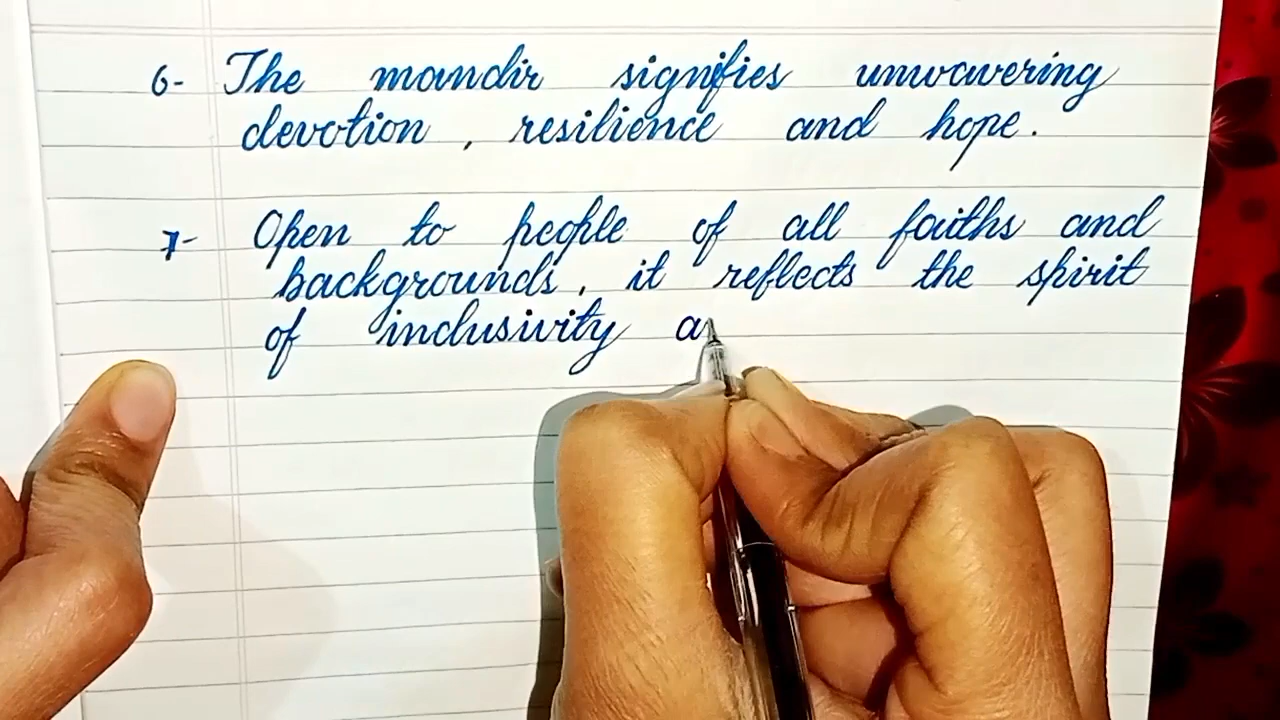 6- The mandir signifies unwavering
devotion , resilience and hope.
7- Open to people of all faiths and
backgrounds, it reflects the spirit
of inclusivity a